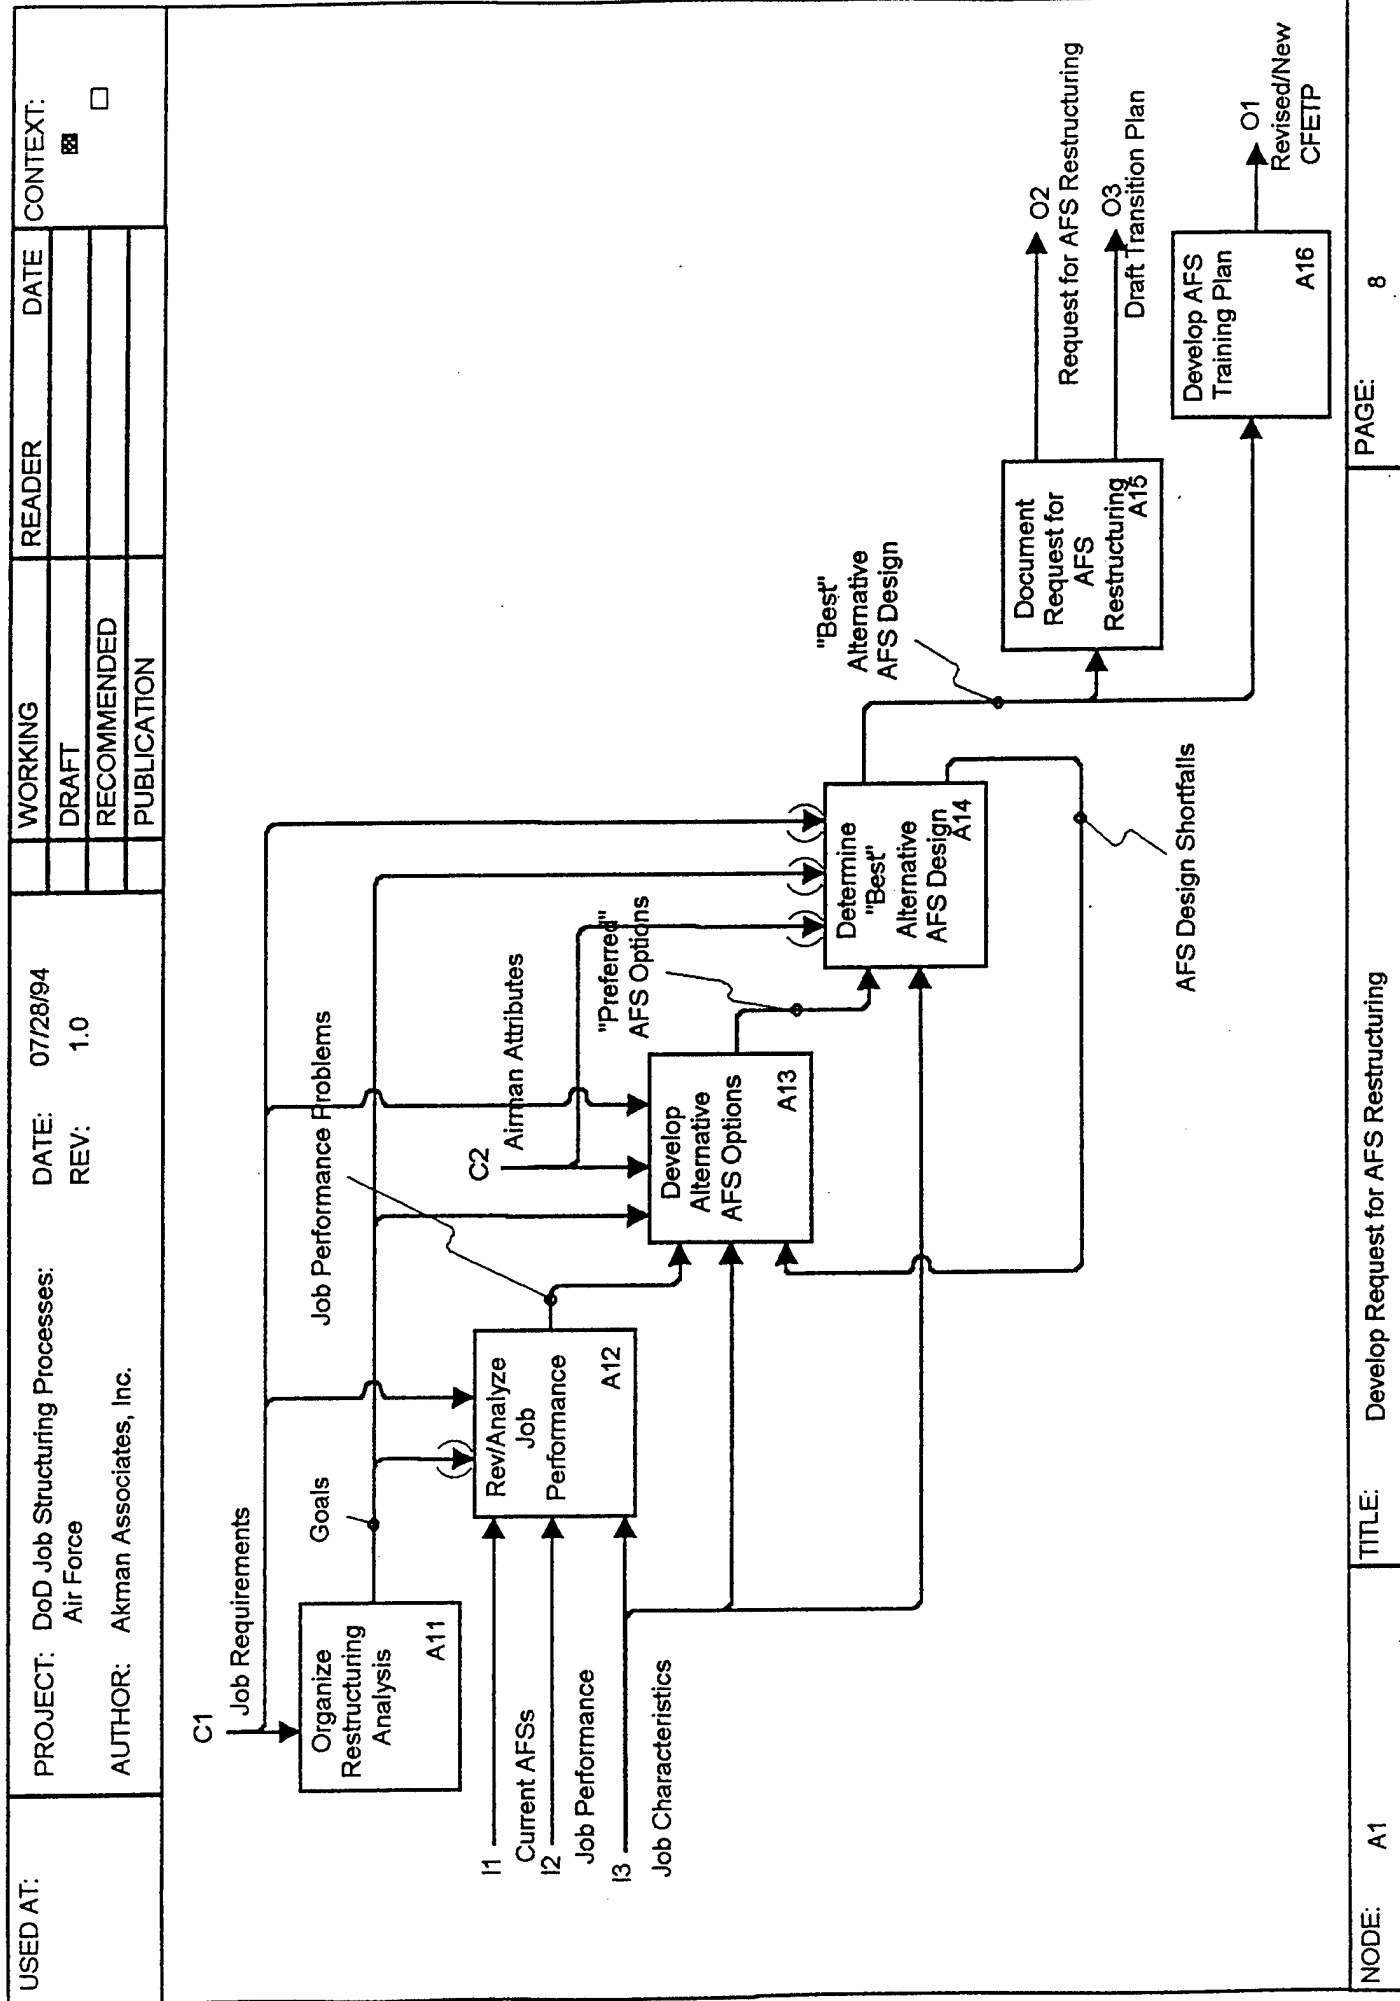 USED AT:
PROJECT: DoD Job Structuring Processes:
Air Force
AUTHOR: Akman Associates, Inc.
DATE: 07/28/94
REV: 1.0
WORKING
DRAFT
RECOMMENDED
PUBLICATION
READER DATE
CONTEXT:
C1
Job Requirements
Organize
Restructuring
Analysis
A11
Goals
Job Performance Problems
I1
Current AFSs
I2
Job Performance
I3
Job Characteristics
Rev/Analyze
Job
Performance
A12
C2
Airman Attributes
Develop
Alternative
AFS Options
A13
"Preferred"
AFS Options
Determine
"Best"
Alternative
AFS Design
A14
"Best"
Alternative
AFS Design
AFS Design Shortfalls
Document
Request for
AFS
Restructuring
A15
O2
Request for AFS Restructuring
O3
Draft Transition Plan
Develop AFS
Training Plan
A16
O1
Revised/New
CFETP
NODE: A1
TITLE: Develop Request for AFS Restructuring
PAGE: 8